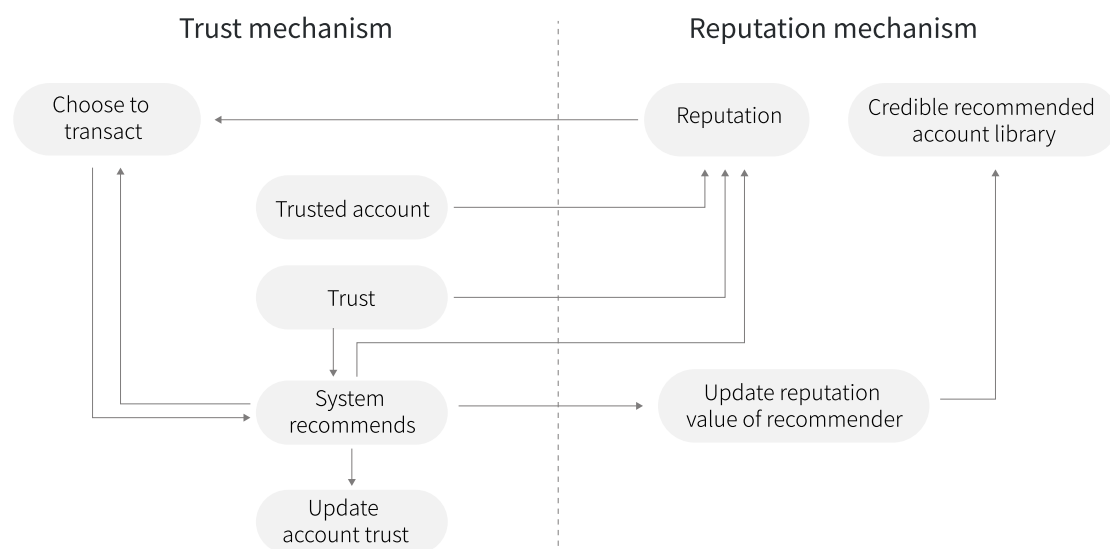 Trust mechanism
Reputation mechanism
Choose to
transact
Reputation
Credible recommended
account library
Trusted account
Trust
System
recommends
Update reputation
value of recommender
Update
account trust